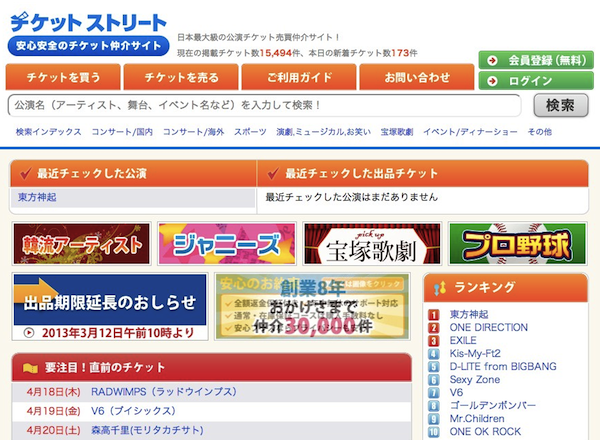 チケットストリート
安心安全のチケット仲介サイト
日本最大級の公演チケット売買仲介サイト！
現在の掲載チケット数15,494件、本日の新着チケット数173件
会員登録（無料）
ログイン
チケットを買う
チケットを売る
ご利用ガイド
お問い合わせ
公演名（アーティスト、舞台、イベント名など）を入力して検索！
検索
検索インデックス コンサート/国内 コンサート/海外 スポーツ 演劇,ミュージカル,お笑い 宝塚歌劇 イベント/ディナーショー その他
最近チェックした公演
最近チェックした出品チケット
東方神起
最近チェックした公演はまだありません
韓流アーティスト
ジャニーズ
pick up
宝塚歌劇
プロ野球
出品期限延長のおしらせ
2013年3月12日午前10時より
創業8年
おかげさまで
仲介30,000件
ランキング
1 東方神起
2 ONE DIRECTION
3 EXILE
4 Kis-My-Ft2
5 D-LITE from BIGBANG
6 Sexy Zone
7 V6
8 ゴールデンボンバー
9 Mr.Children
10 ONE OK ROCK
要注目！直前のチケット
4月18日(木) RADWIMPS（ラッドウインプス）
4月19日(金) V6（ブイシックス）
4月20日(土) 森高千里(モリタカチサト)